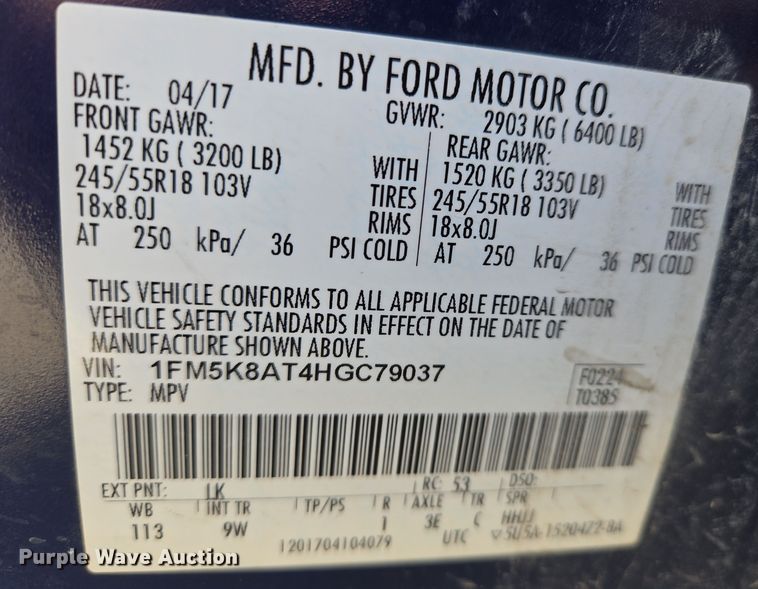 MFD. BY FORD MOTOR CO.
DATE: 04/17
GVWR: 2903 KG ( 6400 LB)
FRONT GAWR:
REAR GAWR:
1452 KG ( 3200 LB) WITH
1520 KG ( 3350 LB) WITH
245/55R18 103V TIRES
245/55R18 103V TIRES
18x8.0J RIMS
18x8.0J RIMS
AT 250 kPa/ 36 PSI COLD
AT 250 kPa/ 36 PSI COLD
THIS VEHICLE CONFORMS TO ALL APPLICABLE FEDERAL MOTOR
VEHICLE SAFETY STANDARDS IN EFFECT ON THE DATE OF
MANUFACTURE SHOWN ABOVE.
VIN: 1FM5K8AT4HGC79037
F0224
TYPE: MPV
T0385
EXT PNT: LK RC: 53 DSO:
WB INT TR TP/PS R AXLE TR SPR
113 9W 1 3E C HHJJ
1201704104079 UTC ▽5U5A-1520472-BA
Purple Wave Auction